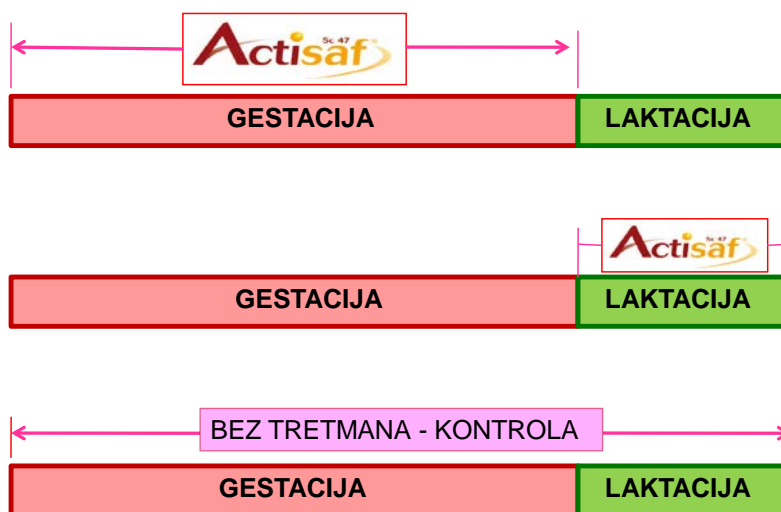 Sc 47
Actisaf
GESTACIJA LAKTACIJA
Sc 47
Actisaf
GESTACIJA LAKTACIJA
BEZ TRETMANA - KONTROLA
GESTACIJA LAKTACIJA